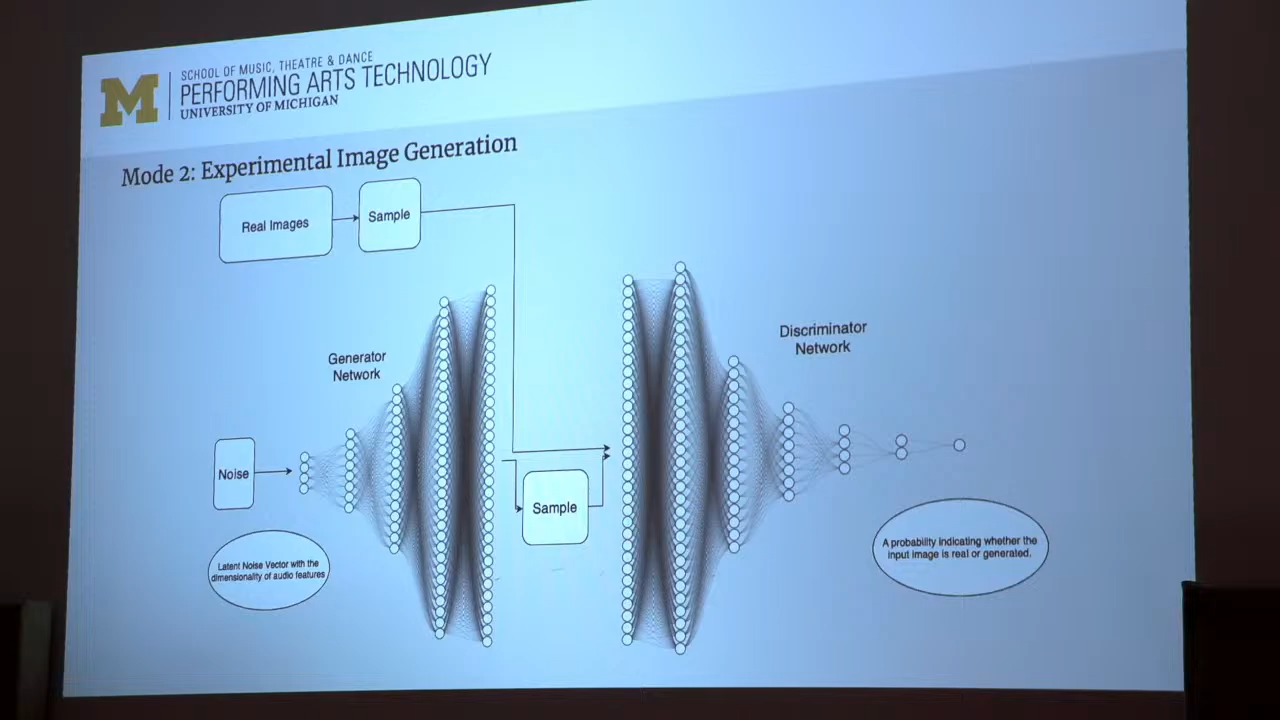 M
SCHOOL OF MUSIC, THEATRE & DANCE
PERFORMING ARTS TECHNOLOGY
UNIVERSITY OF MICHIGAN
Mode 2: Experimental Image Generation
Real Images
Sample
Generator
Network
Discriminator
Network
Noise
Sample
Latent Noise Vector with the
dimensionality of audio features
A probability indicating whether the
input image is real or generated.